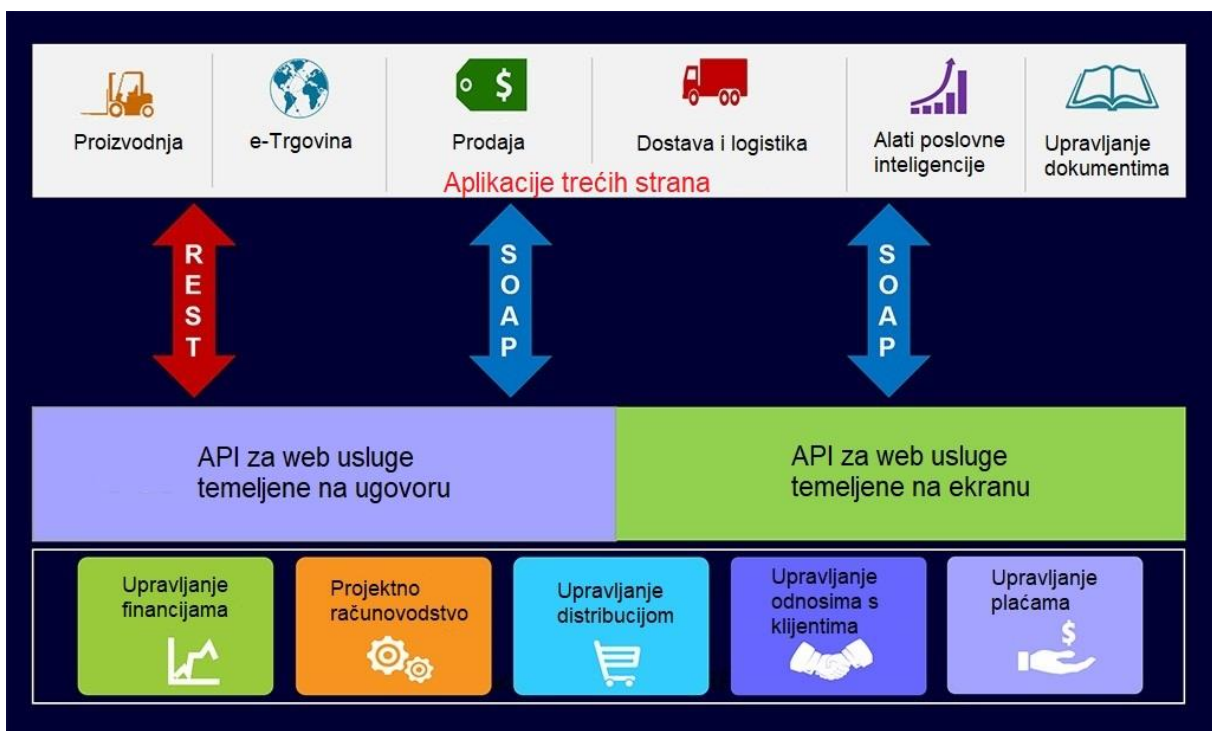 Proizvodnja
e-Trgovina
Prodaja
Dostava i logistika
Alati poslovne
inteligencije
Upravljanje
dokumentima
Aplikacije trećih strana
REST
SOAP
SOAP
API za web usluge
temeljene na ugovoru
API za web usluge
temeljene na ekranu
Upravljanje
financijama
Projektno
računovodstvo
Upravljanje
distribucijom
Upravljanje
odnosima s
klijentima
Upravljanje
plaćama